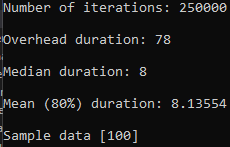 Number of iterations: 250000
Overhead duration: 78
Median duration: 8
Mean (80%) duration: 8.13554
Sample data [100]